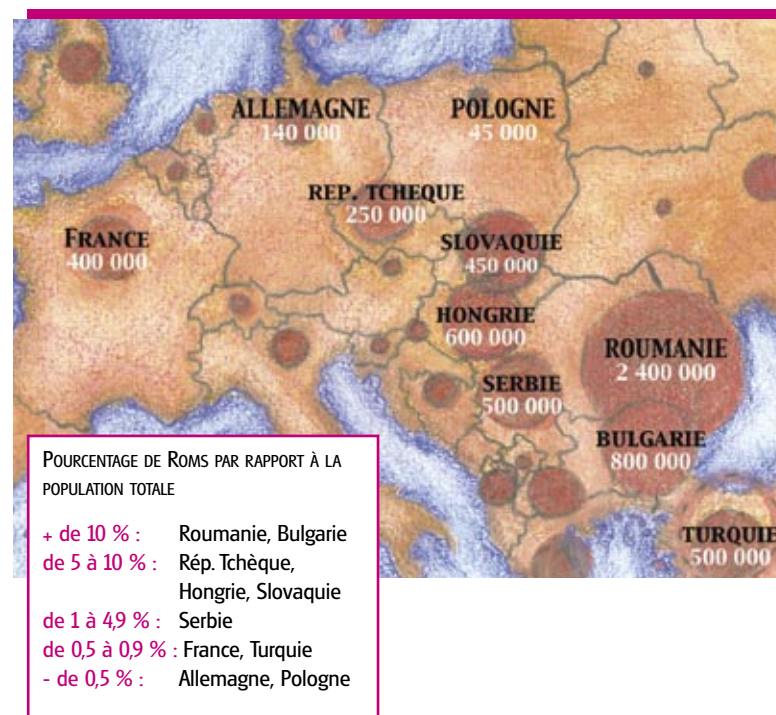 ALLEMAGNE
140 000
POLOGNE
45 000
REP. TCHEQUE
250 000
FRANCE
400 000
SLOVAQUIE
450 000
HONGRIE
600 000
ROUMANIE
2 400 000
SERBIE
500 000
BULGARIE
800 000
TURQUIE
500 000
POURCENTAGE DE ROMS PAR RAPPORT À LA
POPULATION TOTALE
+ de 10 % : Roumanie, Bulgarie
de 5 à 10 % : Rép. Tchèque,
Hongrie, Slovaquie
de 1 à 4,9 % : Serbie
de 0,5 à 0,9 % : France, Turquie
- de 0,5 % : Allemagne, Pologne